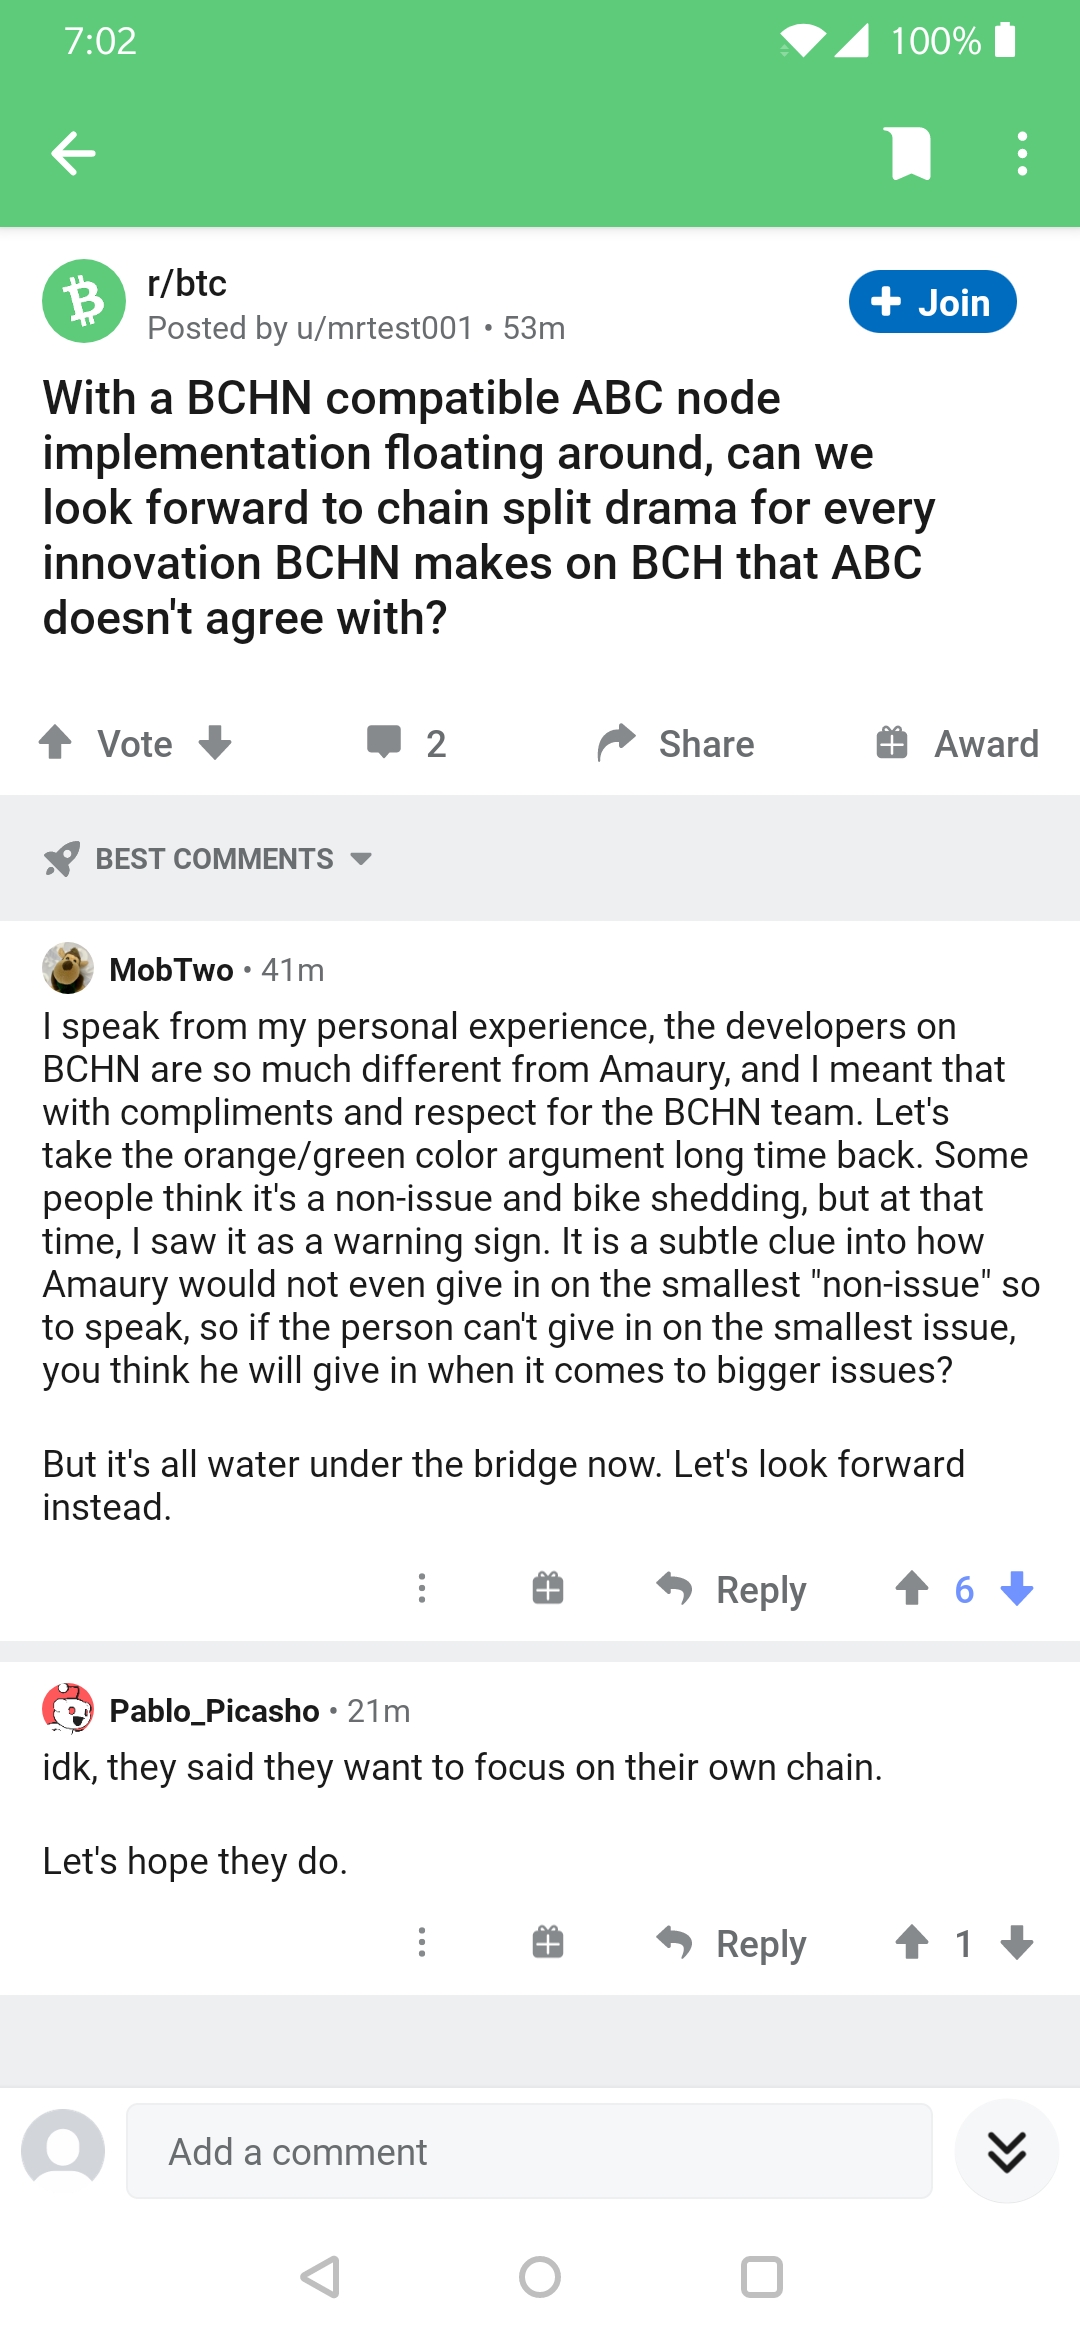 7:02
100%
r/btc
Posted by u/mrtest001 • 53m
Join
With a BCHN compatible ABC node
implementation floating around, can we
look forward to chain split drama for every
innovation BCHN makes on BCH that ABC
doesn't agree with?
Vote
2
Share
Award
BEST COMMENTS
MobTwo • 41m
I speak from my personal experience, the developers on
BCHN are so much different from Amaury, and I meant that
with compliments and respect for the BCHN team. Let's
take the orange/green color argument long time back. Some
people think it's a non-issue and bike shedding, but at that
time, I saw it as a warning sign. It is a subtle clue into how
Amaury would not even give in on the smallest "non-issue" so
to speak, so if the person can't give in on the smallest issue,
you think he will give in when it comes to bigger issues?
But it's all water under the bridge now. Let's look forward
instead.
Reply
6
Pablo_Picasho • 21m
idk, they said they want to focus on their own chain.
Let's hope they do.
Reply
1
Add a comment